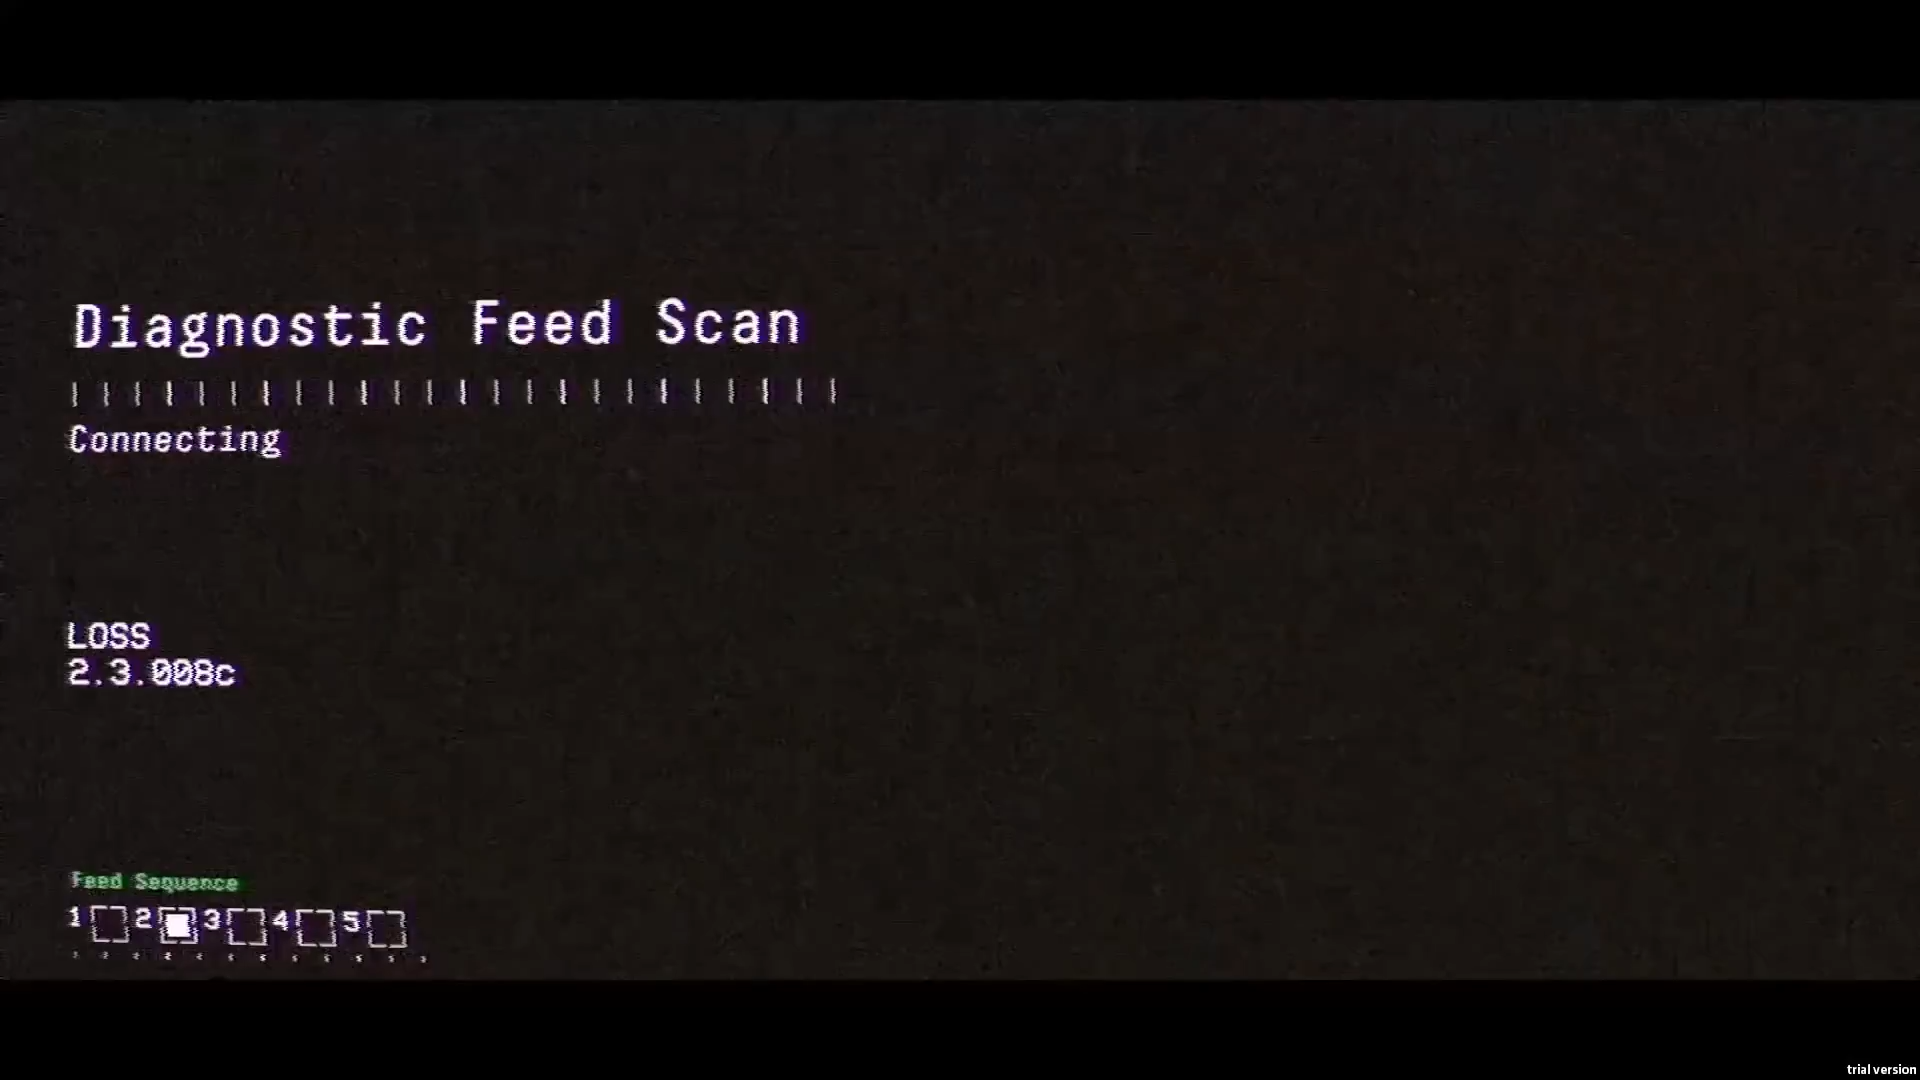 Diagnostic Feed Scan
Connecting
LOSS
2.3.008c
Feed Sequence
1 2 3 4 5
trial version